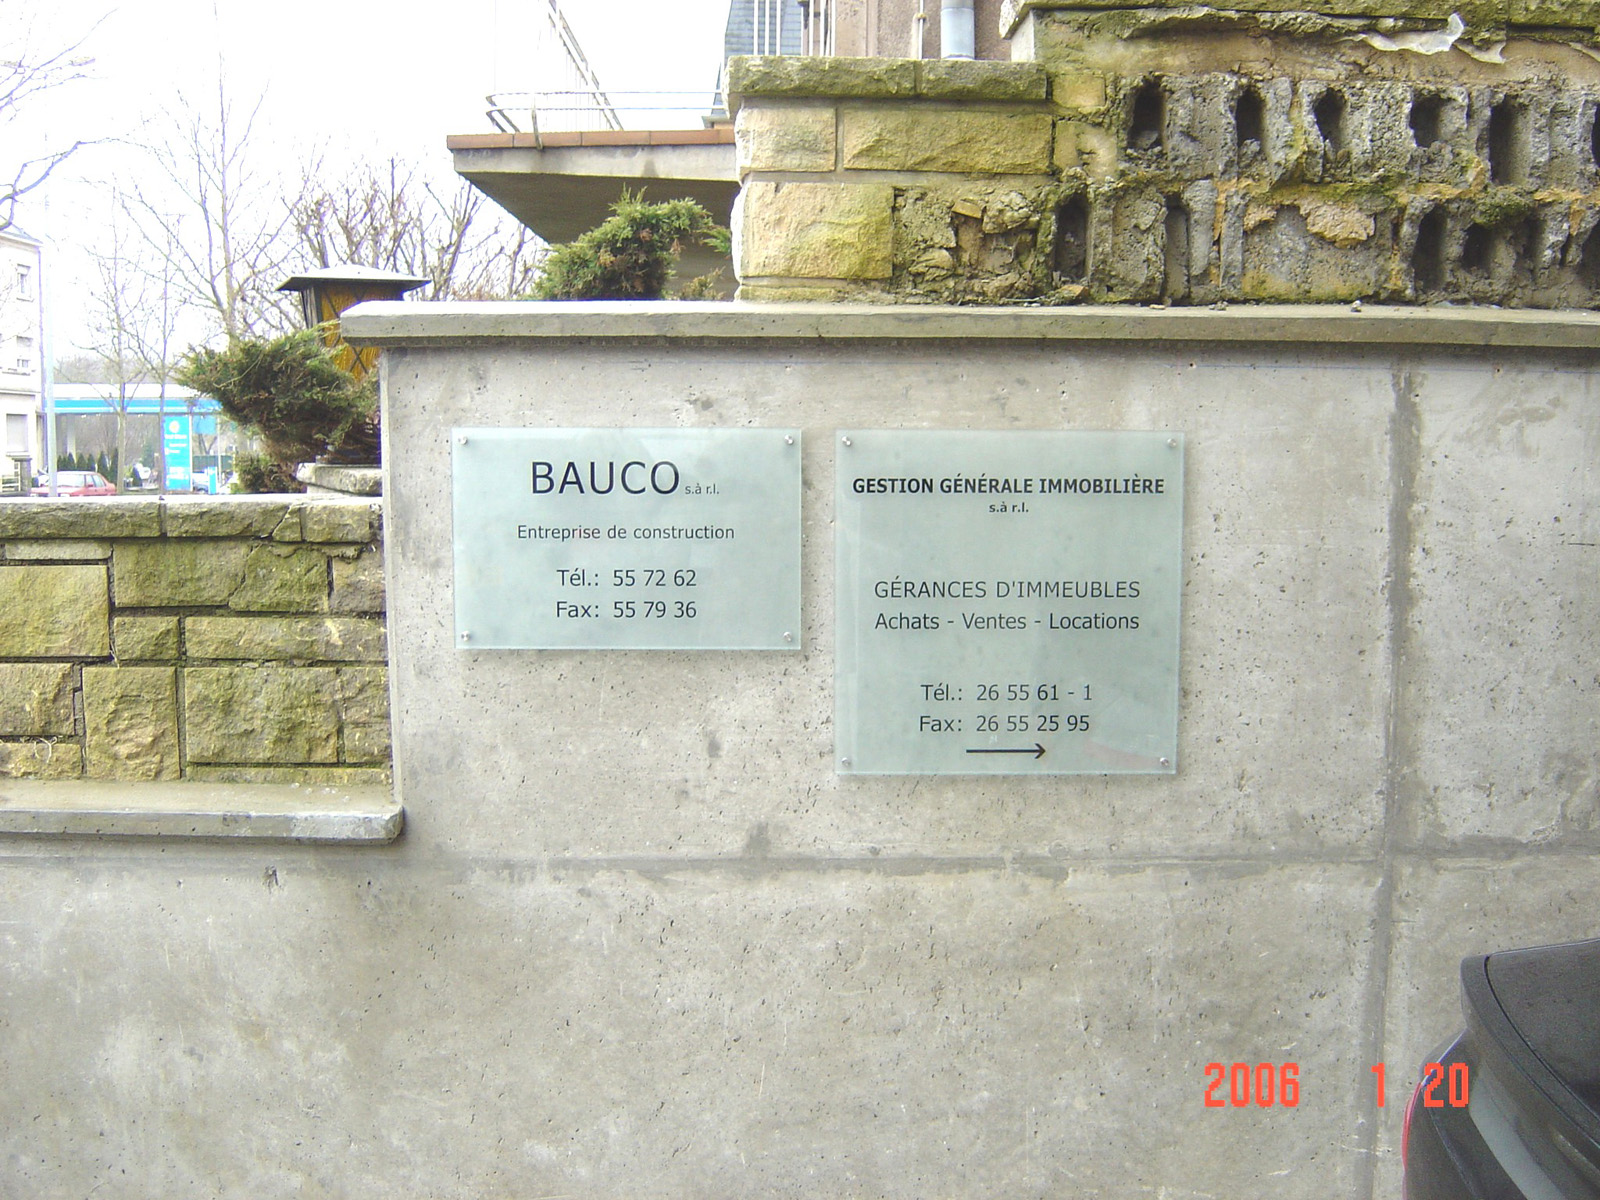 BAUCO s.à r.l.
Entreprise de construction
Tél.: 55 72 62
Fax: 55 79 36
GESTION GÉNÉRALE IMMOBILIÈRE
s.à r.l.
GÉRANCES D'IMMEUBLES
Achats - Ventes - Locations
Tél.: 26 55 61 - 1
Fax: 26 55 25 95
2006 1 20